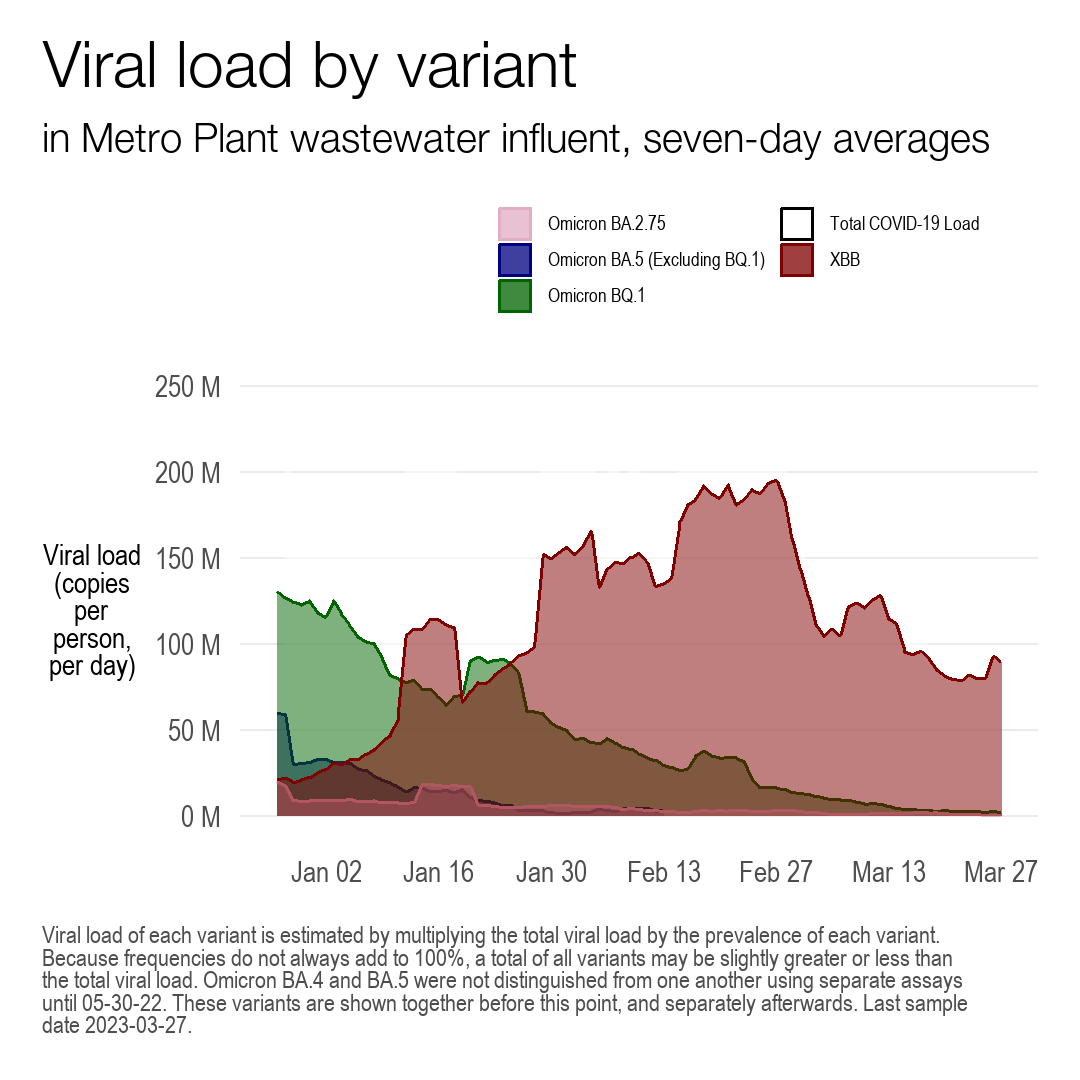 Viral load by variant
in Metro Plant wastewater influent, seven-day averages
Omicron BA.2.75
Omicron BA.5 (Excluding BQ.1)
Omicron BQ.1
Total COVID-19 Load
XBB
250 M
200 M
150 M
100 M
50 M
0 M
Viral load
(copies
per
person,
per day)
Jan 02
Jan 16
Jan 30
Feb 13
Feb 27
Mar 13
Mar 27
Viral load of each variant is estimated by multiplying the total viral load by the prevalence of each variant.
Because frequencies do not always add to 100%, a total of all variants may be slightly greater or less than
the total viral load. Omicron BA.4 and BA.5 were not distinguished from one another using separate assays
until 05-30-22. These variants are shown together before this point, and separately afterwards. Last sample
date 2023-03-27.